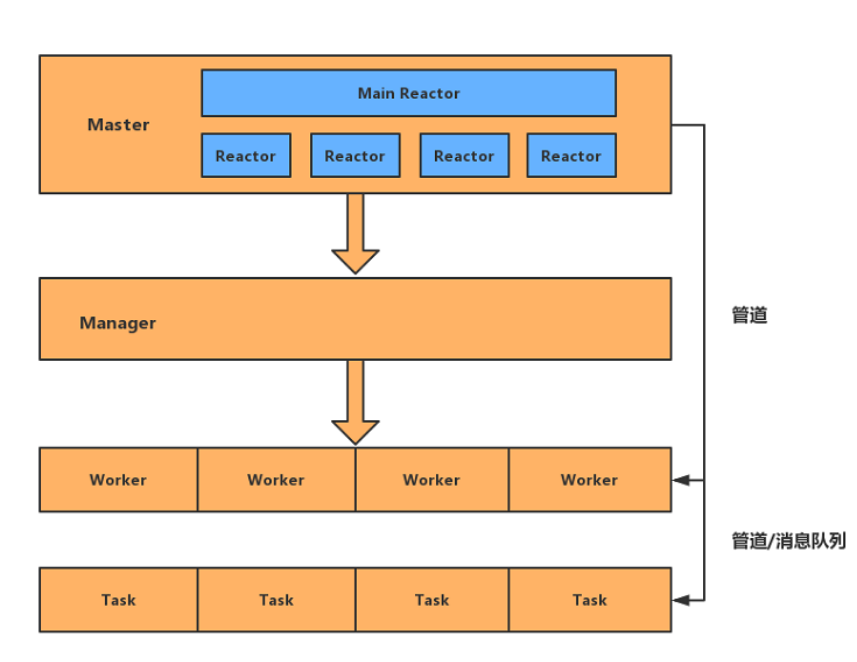 Main Reactor
Master
Reactor Reactor Reactor Reactor
管道
Manager
Worker Worker Worker Worker
管道/消息队列
Task Task Task Task